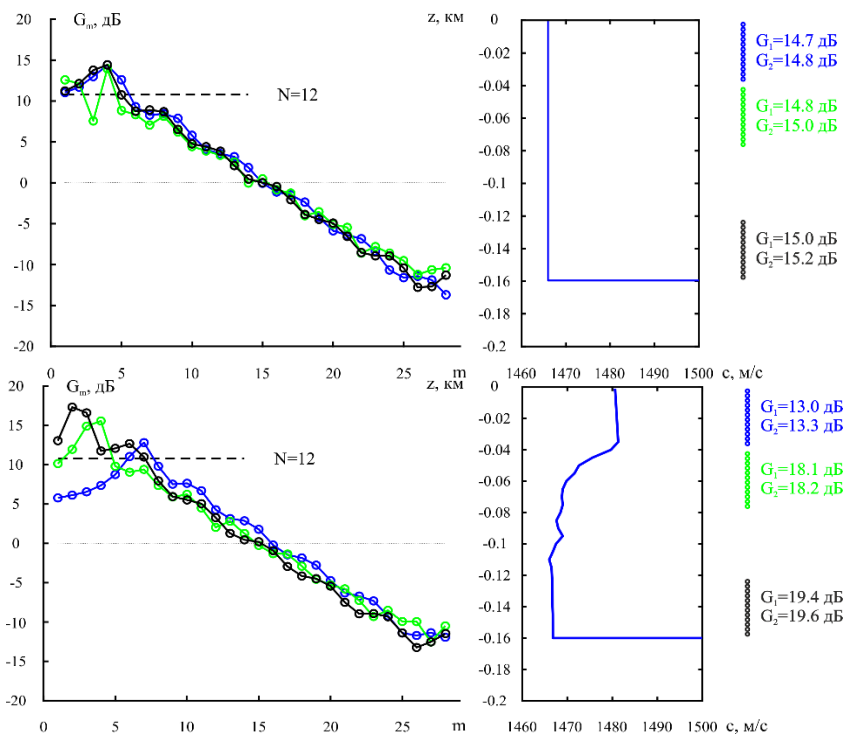 G_m, дБ
z, км
20
15
10
5
0
-5
-10
-15
-20
N=12
0
5
10
15
20
25
m
0
-0.02
-0.04
-0.06
-0.08
-0.1
-0.12
-0.14
-0.16
-0.18
-0.2
1460
1470
1480
1490
1500
c, м/с
G_1=14.7 дБ
G_2=14.8 дБ
G_1=14.8 дБ
G_2=15.0 дБ
G_1=15.0 дБ
G_2=15.2 дБ
G_m, дБ
z, км
20
15
10
5
0
-5
-10
-15
-20
N=12
0
5
10
15
20
25
m
0
-0.02
-0.04
-0.06
-0.08
-0.1
-0.12
-0.14
-0.16
-0.18
-0.2
1460
1470
1480
1490
1500
c, м/с
G_1=13.0 дБ
G_2=13.3 дБ
G_1=18.1 дБ
G_2=18.2 дБ
G_1=19.4 дБ
G_2=19.6 дБ